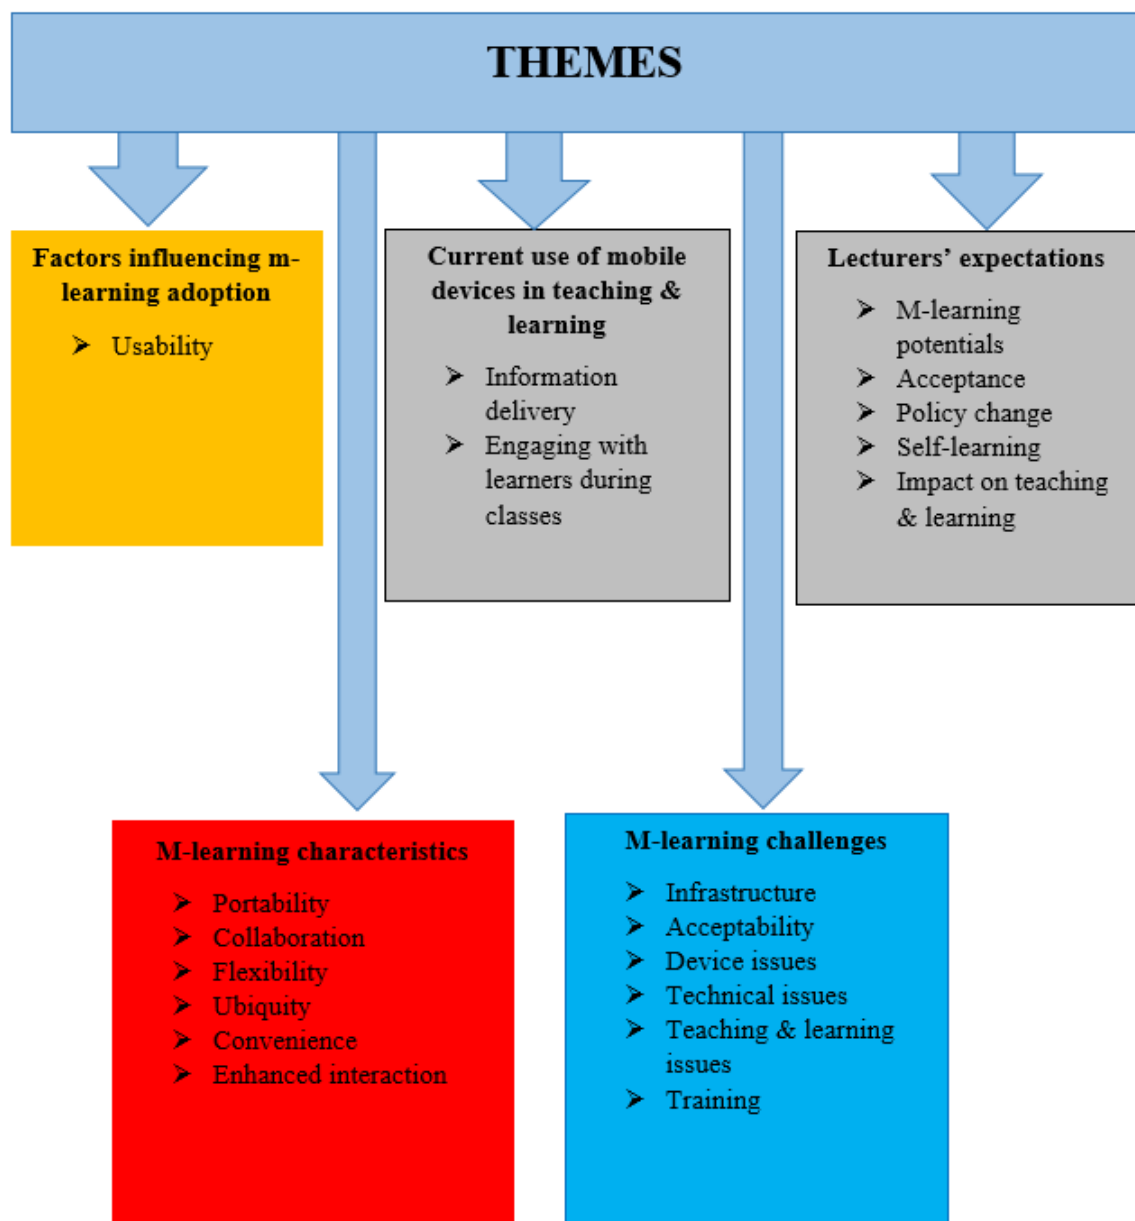 THEMES
Factors influencing m-
learning adoption
➤ Usability
Current use of mobile
devices in teaching &
learning
➤ Information
delivery
➤ Engaging with
learners during
classes
Lecturers’ expectations
➤ M-learning
potentials
➤ Acceptance
➤ Policy change
➤ Self-learning
➤ Impact on teaching
& learning
M-learning characteristics
➤ Portability
➤ Collaboration
➤ Flexibility
➤ Ubiquity
➤ Convenience
➤ Enhanced interaction
M-learning challenges
➤ Infrastructure
➤ Acceptability
➤ Device issues
➤ Technical issues
➤ Teaching & learning
issues
➤ Training